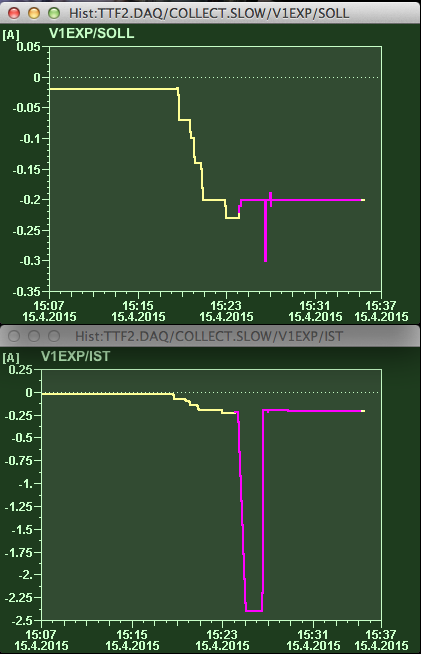 Hist:TTF2.DAQ/COLLECT.SLOW/V1EXP/SOLL
[A] V1EXP/SOLL
0.05
0
-0.05
-0.1
-0.15
-0.2
-0.25
-0.3
-0.35
15:07 15:15 15:23 15:31 15:37
15.4.2015 15.4.2015 15.4.2015 15.4.2015 15.4.2015
Hist:TTF2.DAQ/COLLECT.SLOW/V1EXP/IST
[A] V1EXP/IST
0.25
0
-0.25
-0.5
-0.75
-1.
-1.25
-1.5
-1.75
-2.
-2.25
-2.5
15:07 15:15 15:23 15:31 15:37
15.4.2015 15.4.2015 15.4.2015 15.4.2015 15.4.2015